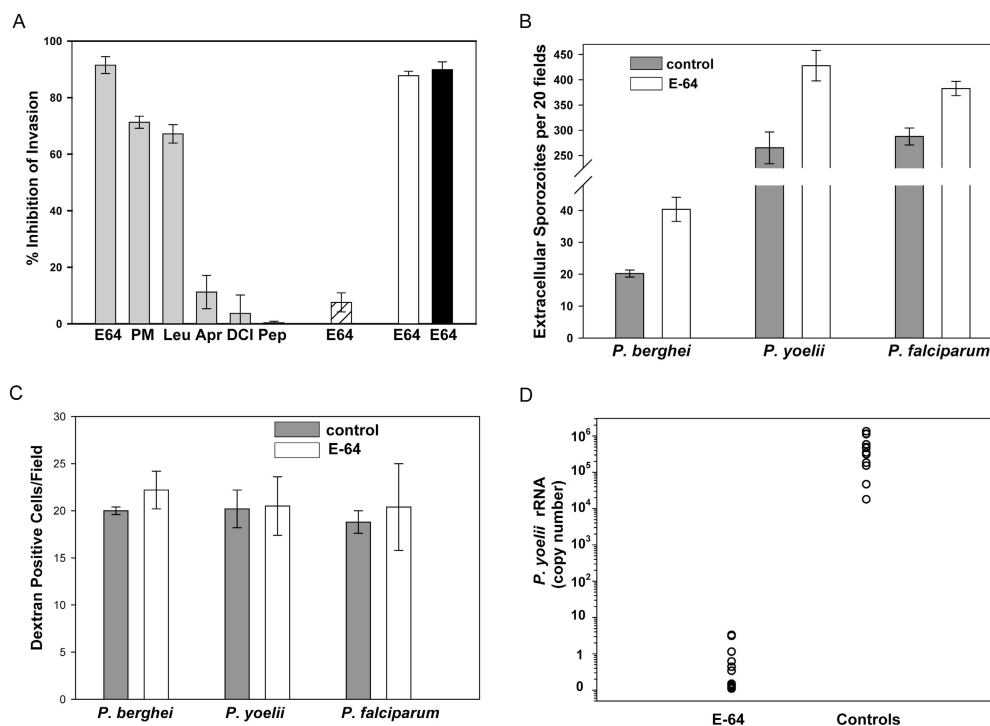 A
% Inhibition of Invasion
100
80
60
40
20
0
E64 PM Leu Apr DCI Pep E64 E64 E64
B
Extracellular Sporozoites per 20 fields
450
400
350
300
250
40
30
20
10
0
control
E-64
P. berghei P. yoelii P. falciparum
C
Dextran Positive Cells/Field
30
25
20
15
10
5
0
control
E-64
P. berghei P. yoelii P. falciparum
D
P. yoelii rRNA
(copy number)
10⁶
10⁵
10⁴
10³
10²
10
1
0
E-64 Controls